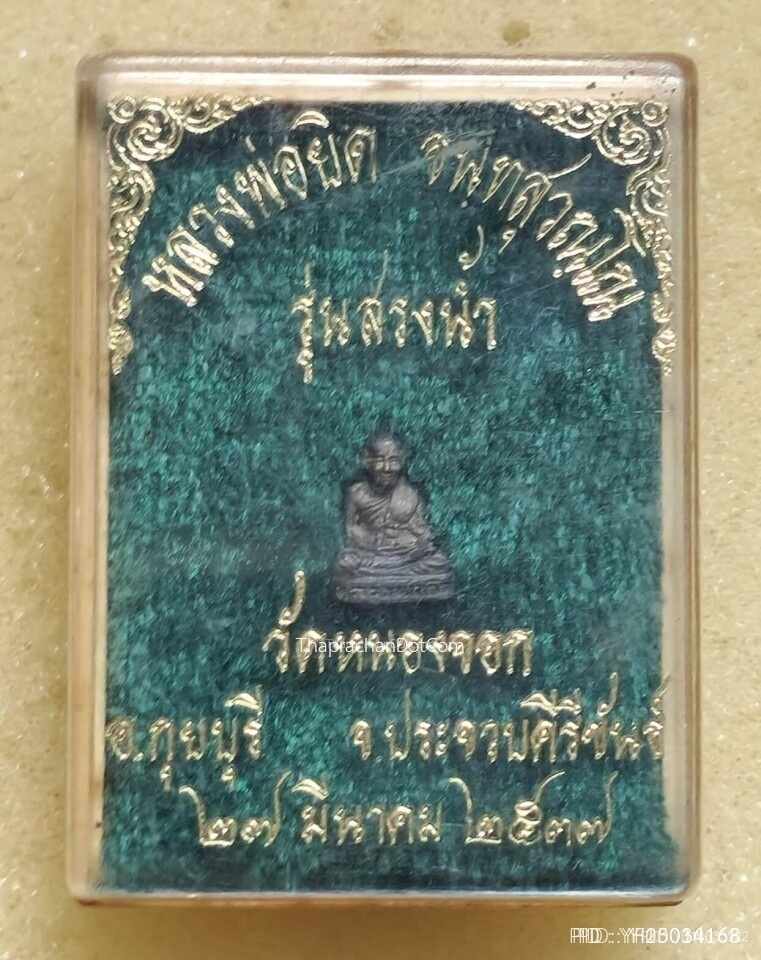 หลวงพ่อยิด จนฺทสุวณฺโณ
รุ่นสรงน้ำ
วัดหนองจอก
ThaprachanDotCom
อ.กุยบุรี จ.ประจวบคีรีขันธ์
๒๗ มีนาคม ๒๕๓๗